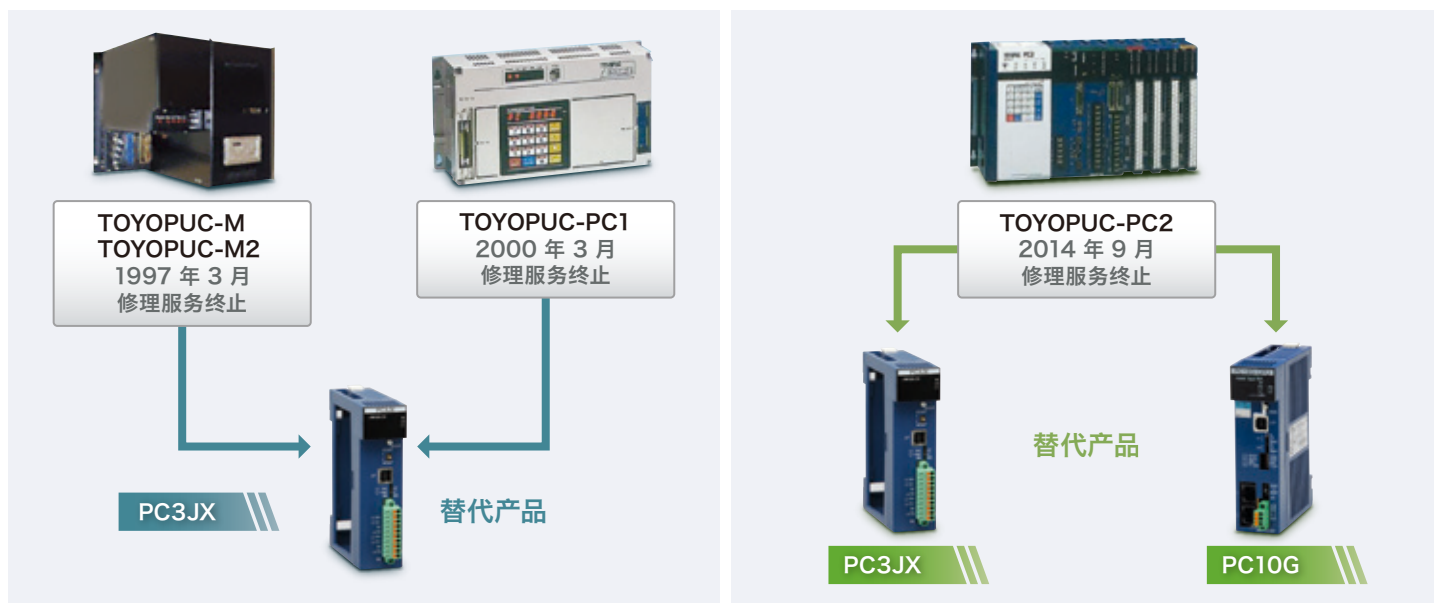 TOYOPUC-M
TOYOPUC-M2
1997 年 3 月
修理服务终止
TOYOPUC-PC1
2000 年 3 月
修理服务终止
PC3JX
替代产品
TOYOPUC-PC2
2014 年 9 月
修理服务终止
替代产品
PC3JX
PC10G